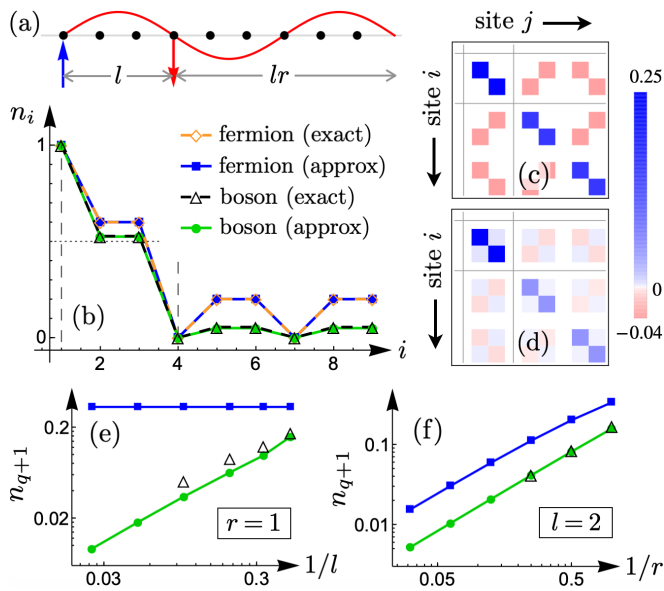 (a)
l
lr
site j
site i
(c)
site i
(d)
0.25
0
−0.04
n_i
1
0
fermion (exact)
fermion (approx)
boson (exact)
boson (approx)
(b)
2
4
6
8
i
(e)
n_{q+1}
0.2
0.02
r = 1
0.03
0.3
1/l
(f)
n_{q+1}
0.1
0.01
l = 2
0.05
0.5
1/r